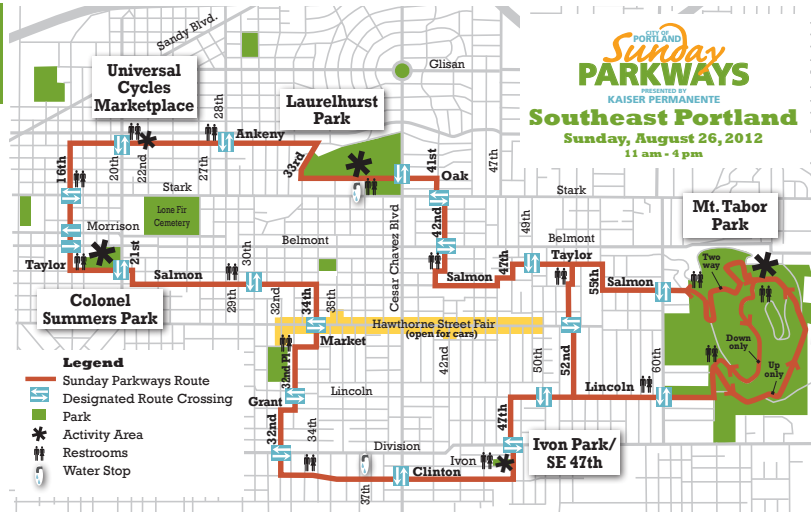 CITY OF
PORTLAND
Sunday
PARKWAYS
PRESENTED BY
KAISER PERMANENTE
Southeast Portland
Sunday, August 26, 2012
11 am - 4 pm
Sandy Blvd.
Glisan
Universal
Cycles
Marketplace
Laurelhurst
Park
28th
Ankeny
16th
20th
22nd
27th
33rd
41st
Oak
47th
Stark
Stark
Lone Fir
Cemetery
Morrison
21st
Taylor
Salmon
Belmont
30th
29th
32nd
34th
38th
Cesar Chavez Blvd
42nd
Salmon
47th
49th
Belmont
Taylor
55th
Salmon
Mt. Tabor
Park
Two
way
Down
only
Up
only
Colonel
Summers Park
Hawthorne Street Fair
(open for cars)
Market
32nd Pl
42nd
50th
52nd
60th
Lincoln
Lincoln
Grant
32nd
34th
Division
47th
Ivon
Clinton
37th
Ivon Park/
SE 47th
Legend
Sunday Parkways Route
Designated Route Crossing
Park
Activity Area
Restrooms
Water Stop